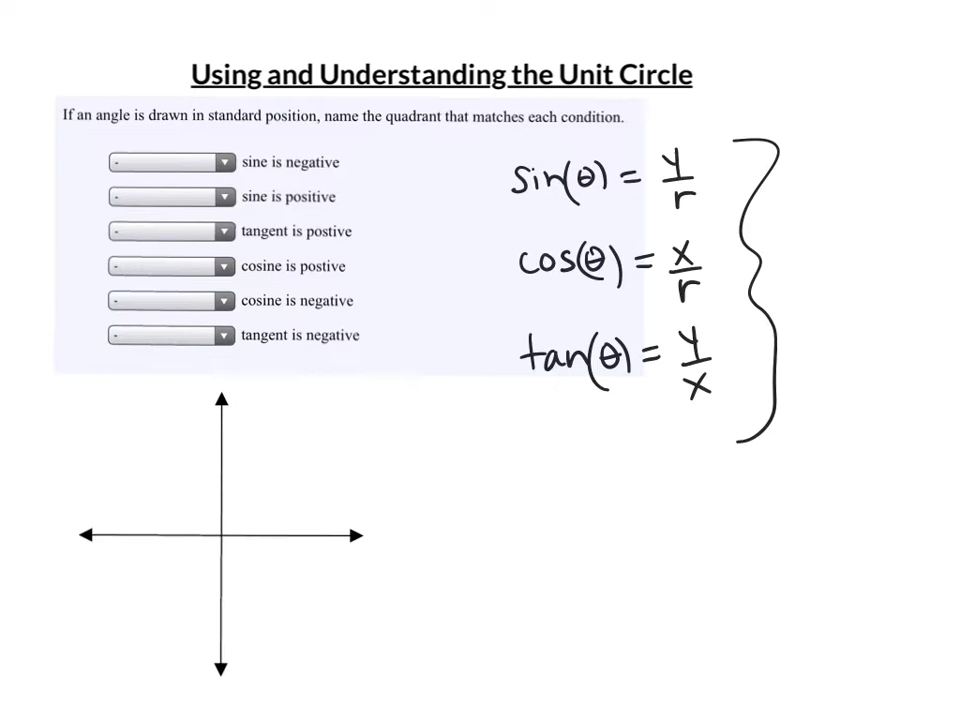 Using and Understanding the Unit Circle
If an angle is drawn in standard position, name the quadrant that matches each condition.
- sine is negative
- sine is positive
- tangent is postive
- cosine is postive
- cosine is negative
- tangent is negative
sin(θ) = y/r
cos(θ) = x/r
tan(θ) = y/x